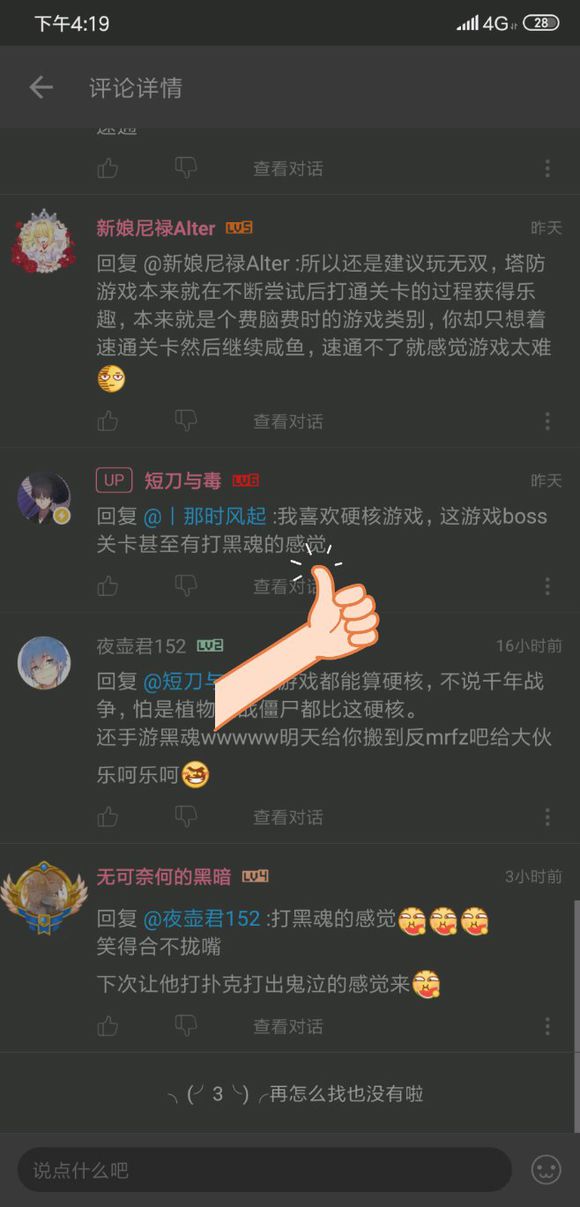 下午4:19
4G
28
评论详情
速通
查看对话
新娘尼禄Alter LV5 昨天
回复 @新娘尼禄Alter :所以还是建议玩无双，塔防
游戏本来就在不断尝试后打通关卡的过程获得乐
趣，本来就是个费脑费时的游戏类别，你却只想着
速通关卡然后继续咸鱼，速通不了就感觉游戏太难
查看对话
UP 短刀与毒 LV6 昨天
回复 @丨那时风起 :我喜欢硬核游戏，这游戏boss
关卡甚至有打黑魂的感觉
查看对话
夜壶君152 LV2 16小时前
回复 @短刀与 游戏都能算硬核，不说千年战
争，怕是植物 战僵尸都比这硬核。
还手游黑魂wwwww明天给你搬到反mrfz吧给大伙
乐呵乐呵
查看对话
无可奈何的黑暗 LV4 3小时前
回复 @夜壶君152 :打黑魂的感觉
笑得合不拢嘴
下次让他打扑克打出鬼泣的感觉来
查看对话
╮(╯3╰)╭再怎么找也没有啦
说点什么吧